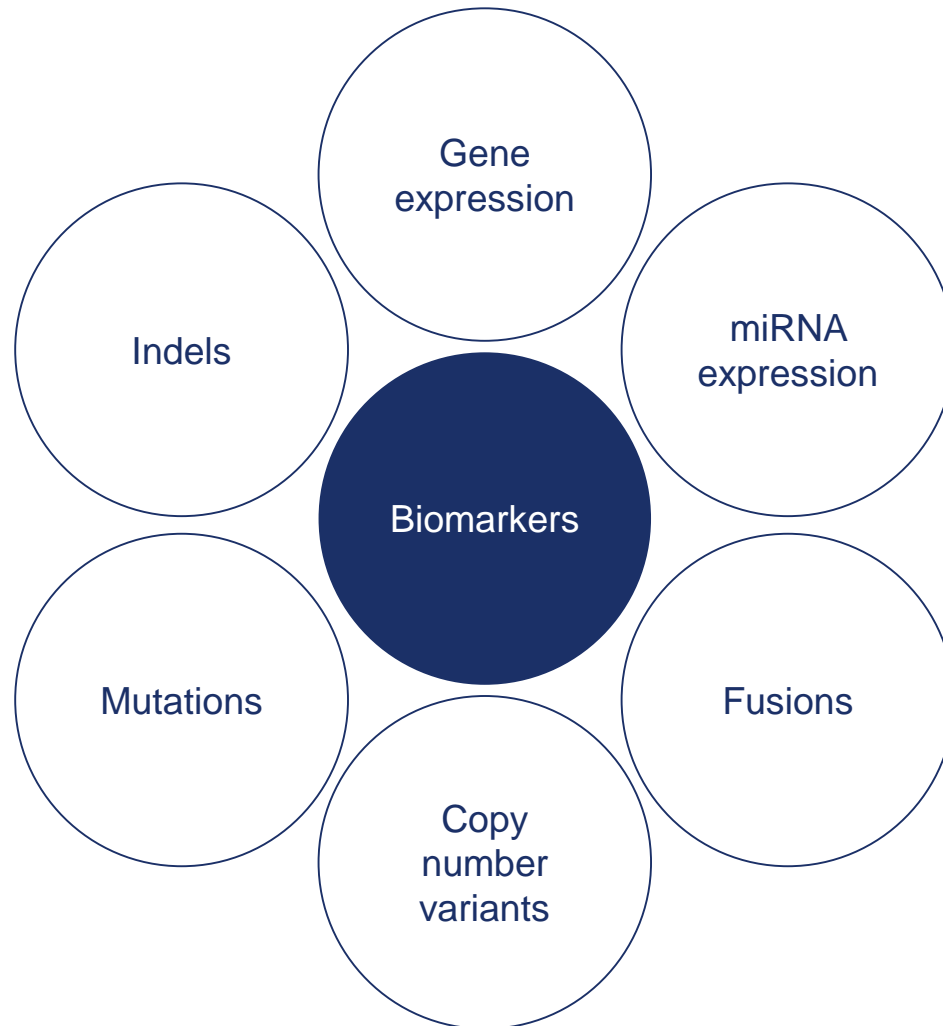 Gene
expression
miRNA
expression
Indels
Biomarkers
Mutations
Fusions
Copy
number
variants